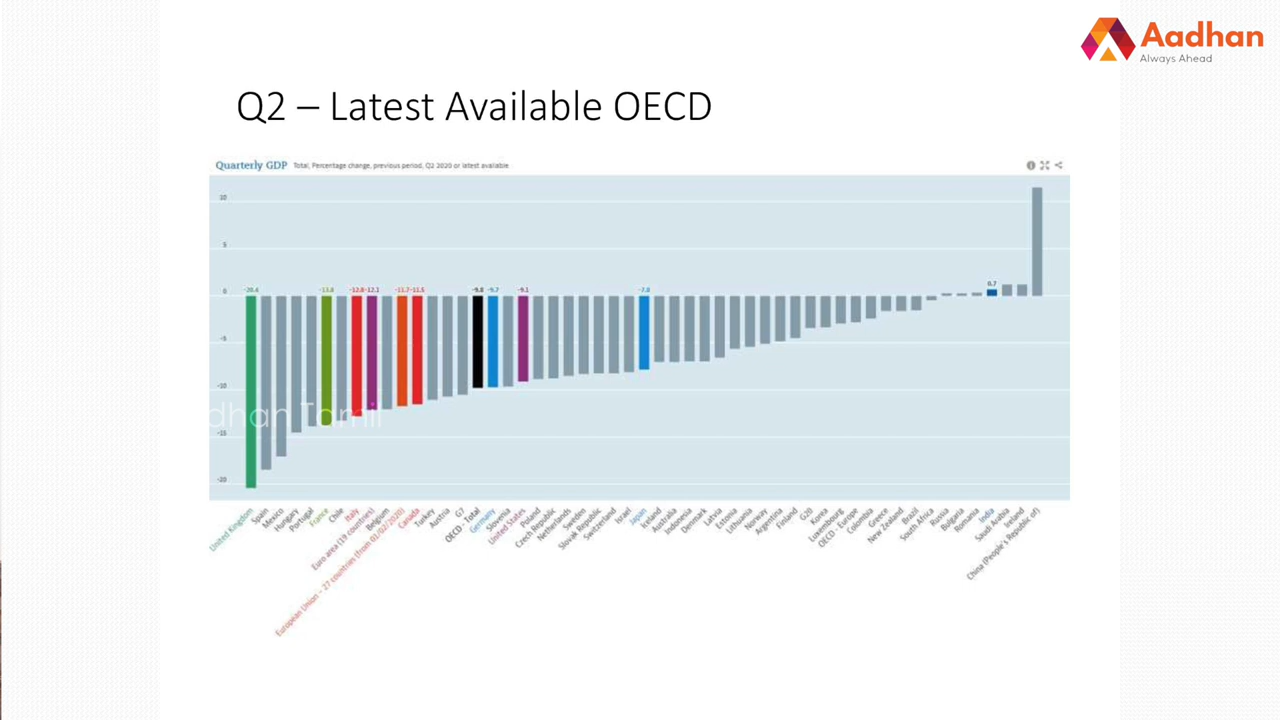 Aadhan
Always Ahead
Q2 – Latest Available OECD
Quarterly GDP Total, Percentage change, previous period, Q2 2020 or latest available
10
5
0
-5
-10
-15
-20
-20.4
-13.8
-12.8
-12.1
-11.7
-11.5
-9.8
-9.7
-9.1
-7.8
0.7
dhan Tamil
United Kingdom
Spain
Mexico
Hungary
Portugal
France
Chile
Italy
Euro area (19 countries)
Belgium
European Union – 27 countries (from 01/02/2020)
Canada
Turkey
Austria
G7
OECD - Total
Germany
Slovenia
United States
Poland
Czech Republic
Netherlands
Sweden
Slovak Republic
Switzerland
Israel
Japan
Iceland
Australia
Indonesia
Denmark
Latvia
Estonia
Lithuania
Norway
Argentina
Finland
G20
Korea
Luxembourg
OECD - Europe
Colombia
Greece
New Zealand
Brazil
South Africa
Russia
Bulgaria
Romania
India
Saudi Arabia
Ireland
China (People's Republic of)